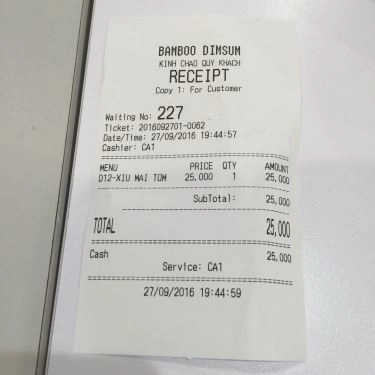 BAMBOO DIMSUM
KINH CHAO QUY KHACH
RECEIPT
Copy 1: For Customer
Waiting No: 227
Ticket: 2016092701-0062
Date/Time: 27/09/2016 19:44:57
Cashier: CA1
MENU PRICE QTY AMOUNT
D12-XIU MAI TOM 25,000 1 25,000
SubTotal: 25,000
TOTAL 25,000
Cash 25,000
Service: CA1
27/09/2016 19:44:59